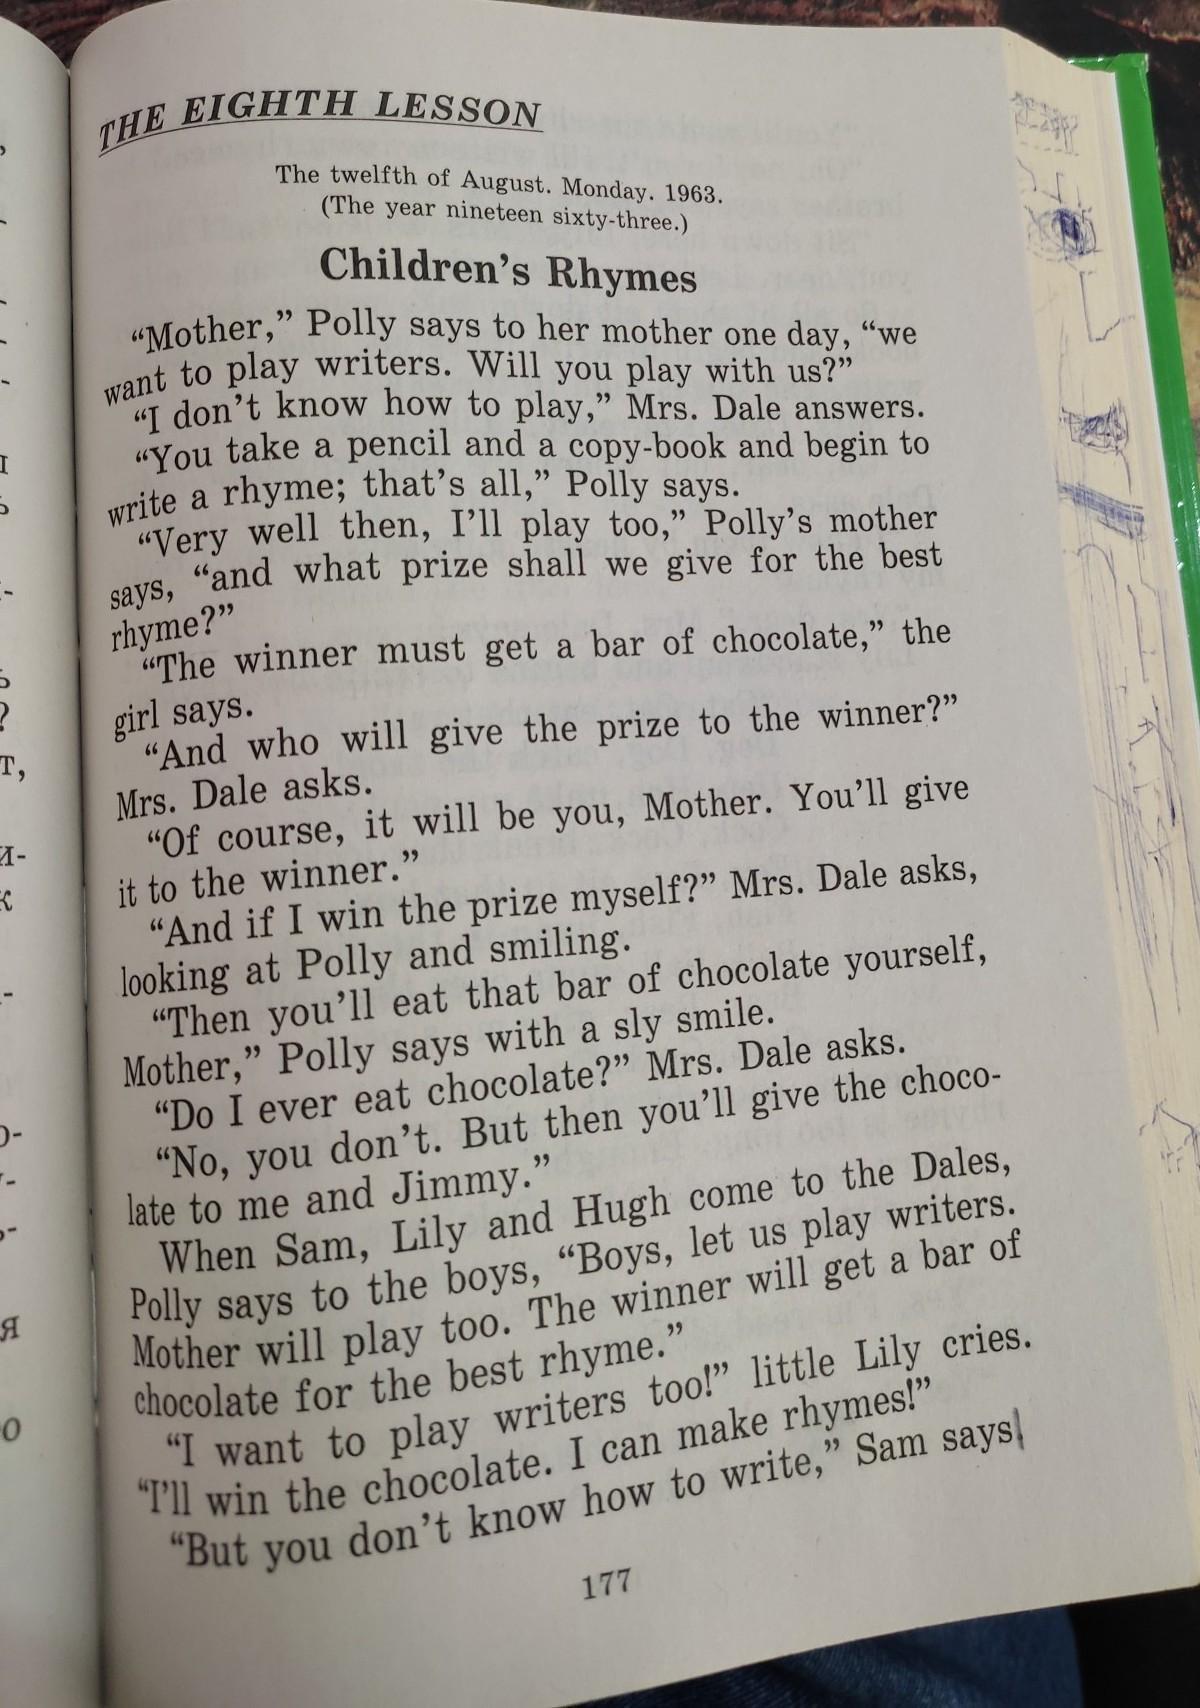 THE EIGHTH LESSON
The twelfth of August. Monday. 1963.
(The year nineteen sixty-three.)
Children's Rhymes
“Mother,” Polly says to her mother one day, “we
want to play writers. Will you play with us?”
“I don't know how to play,” Mrs. Dale answers.
“You take a pencil and a copy-book and begin to
write a rhyme; that's all,” Polly says.
“Very well then, I'll play too,” Polly's mother
says, “and what prize shall we give for the best
rhyme?”
“The winner must get a bar of chocolate,” the
girl says.
“And who will give the prize to the winner?”
Mrs. Dale asks.
“Of course, it will be you, Mother. You'll give
it to the winner.”
“And if I win the prize myself?” Mrs. Dale asks,
looking at Polly and smiling.
“Then you'll eat that bar of chocolate yourself,
Mother,” Polly says with a sly smile.
“Do I ever eat chocolate?” Mrs. Dale asks.
“No, you don't. But then you'll give the choco-
late to me and Jimmy.”
When Sam, Lily and Hugh come to the Dales,
Polly says to the boys, “Boys, let us play writers.
Mother will play too. The winner will get a bar of
chocolate for the best rhyme.”
“I want to play writers too!” little Lily cries.
“I'll win the chocolate. I can make rhymes!”
“But you don't know how to write,” Sam says.
177